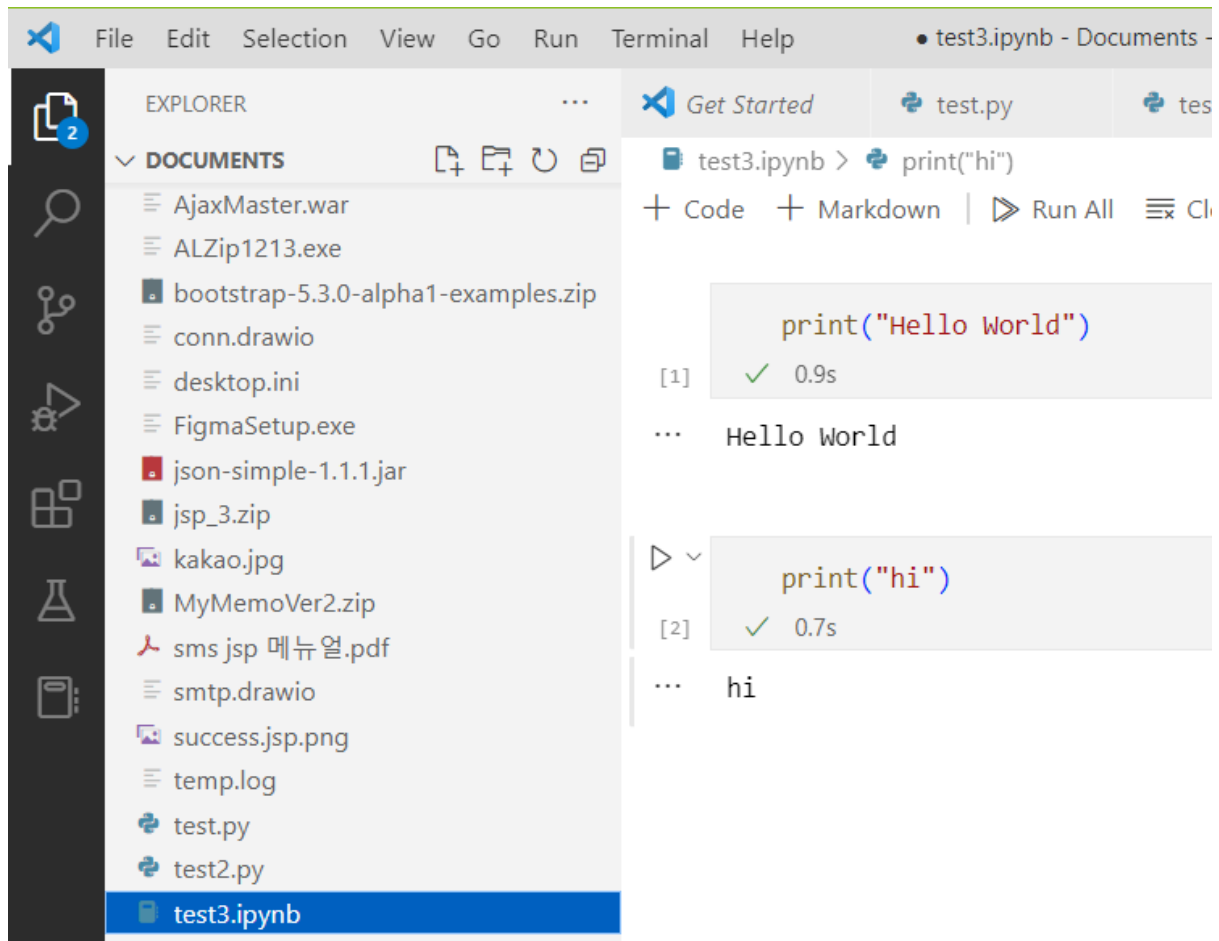 File Edit Selection View Go Run Terminal Help ● test3.ipynb - Documents -
2
EXPLORER ...
DOCUMENTS
AjaxMaster.war
ALZip1213.exe
bootstrap-5.3.0-alpha1-examples.zip
conn.drawio
desktop.ini
FigmaSetup.exe
json-simple-1.1.1.jar
jsp_3.zip
kakao.jpg
MyMemoVer2.zip
sms jsp 메뉴얼.pdf
smtp.drawio
success.jsp.png
temp.log
test.py
test2.py
test3.ipynb
Get Started test.py
test3.ipynb > print("hi")
+ Code + Markdown | Run All
print("Hello World")
[1] ✓ 0.9s
... Hello World
print("hi")
[2] ✓ 0.7s
... hi